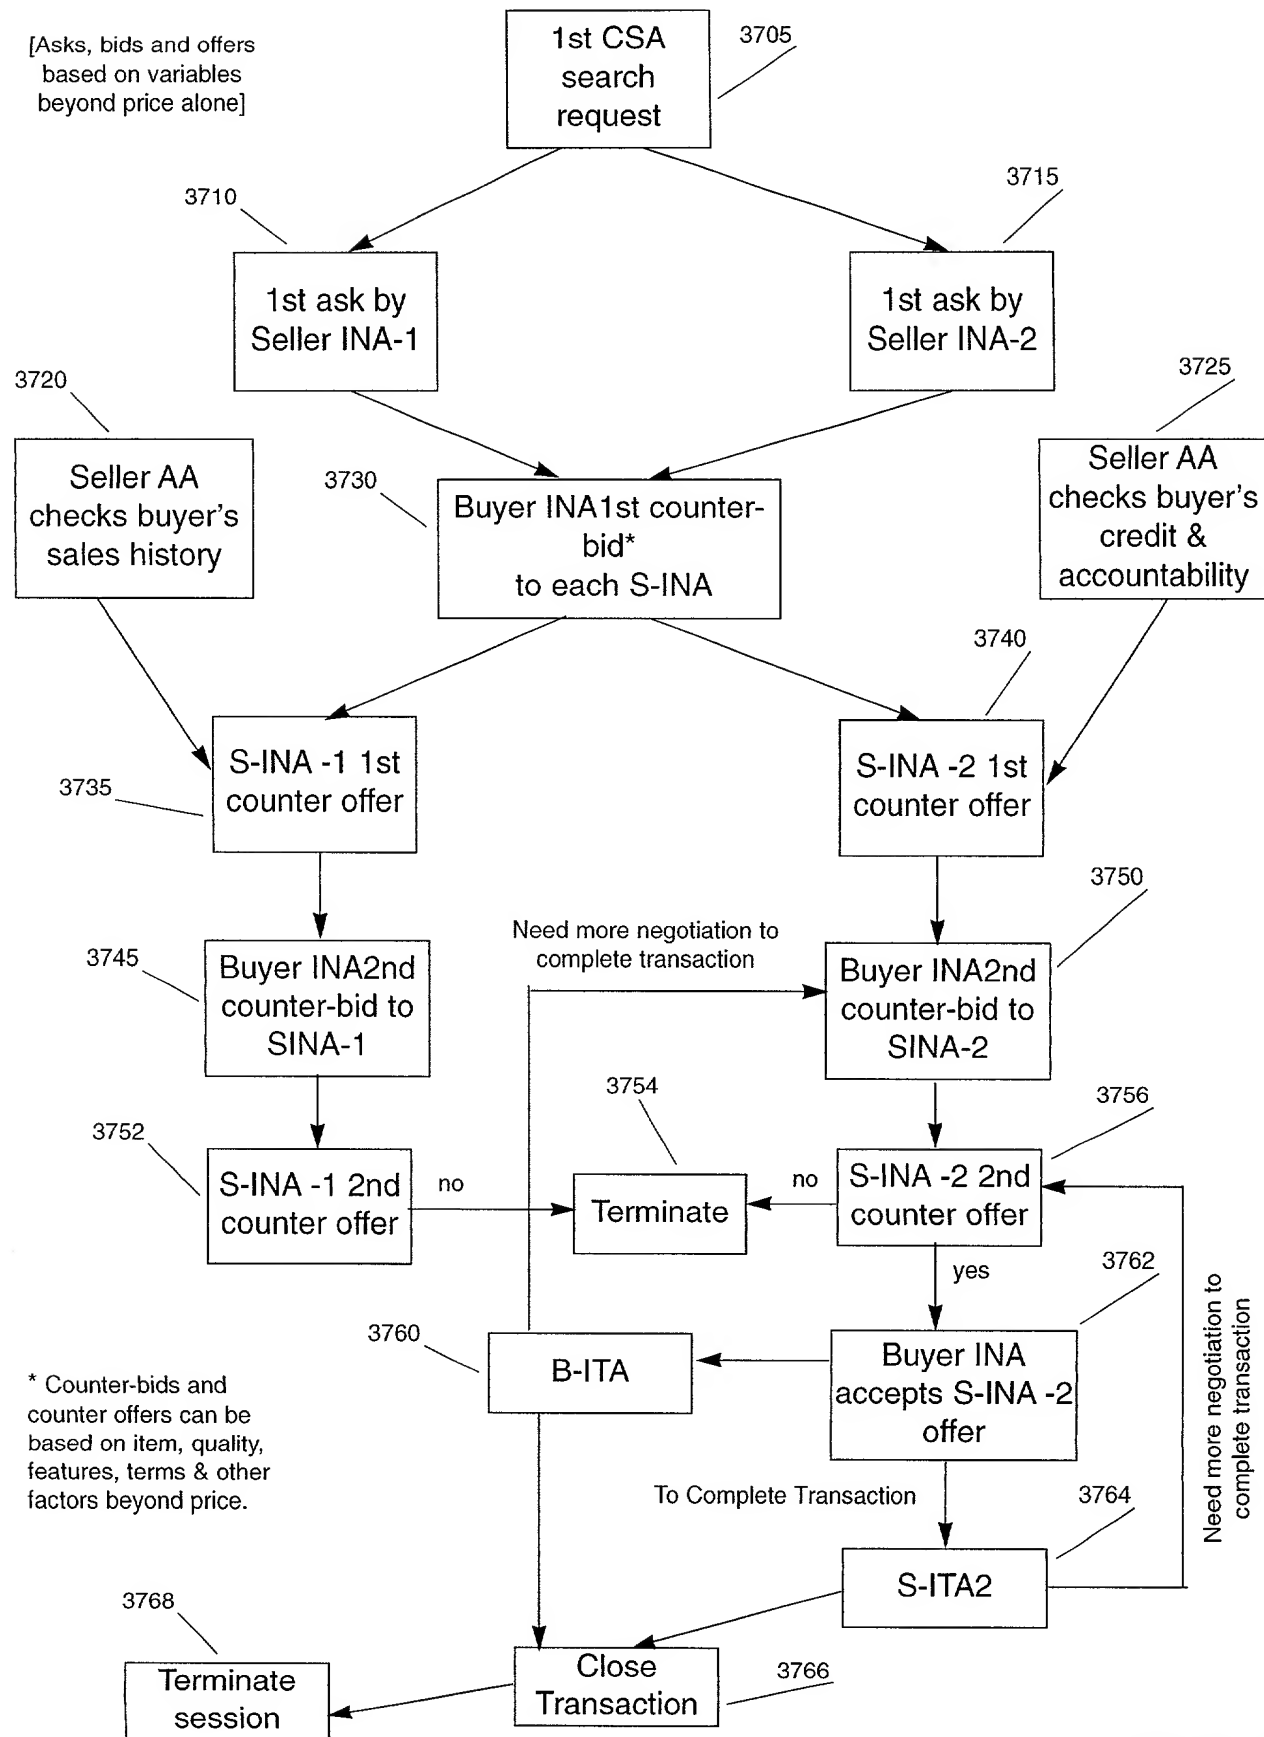 1st CSA
search
request
3705
[Asks, bids and offers
based on variables
beyond price alone]
3710
3715
1st ask by
Seller INA-1
1st ask by
Seller INA-2
3720
3725
Seller AA
checks buyer's
sales history
3730
Buyer INA1st counter-
bid*
to each S-INA
Seller AA
checks buyer's
credit &
accountability
3740
S-INA -1 1st
counter offer
S-INA -2 1st
counter offer
3735
3750
Need more negotiation to
complete transaction
3745
Buyer INA2nd
counter-bid to
SINA-1
Buyer INA2nd
counter-bid to
SINA-2
3754
3756
3752
S-INA -1 2nd
counter offer
no
Terminate
no
S-INA -2 2nd
counter offer
yes
3762
3760
B-ITA
Buyer INA
accepts S-INA -2
offer
Need more negotiation to
complete transaction
* Counter-bids and
counter offers can be
based on item, quality,
features, terms & other
factors beyond price.
To Complete Transaction
3764
S-ITA2
3768
Terminate
session
Close
Transaction
3766